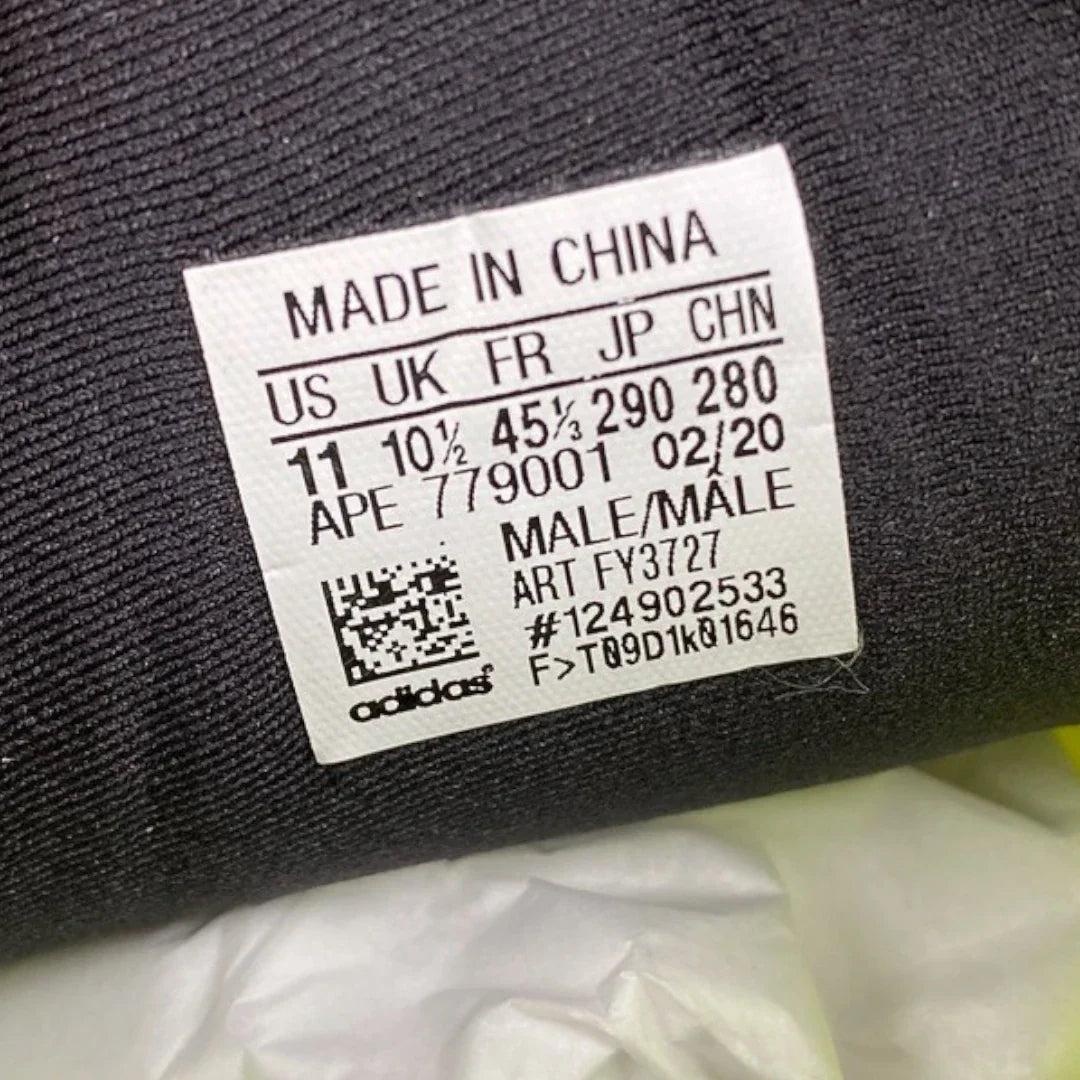 MADE IN CHINA
US UK FR JP CHN
11 10½ 45⅓ 290 280
APE 779001 02/20
MALE/MÂLE
ART FY3727
#124902533
F>T09D1k01646
adidas®